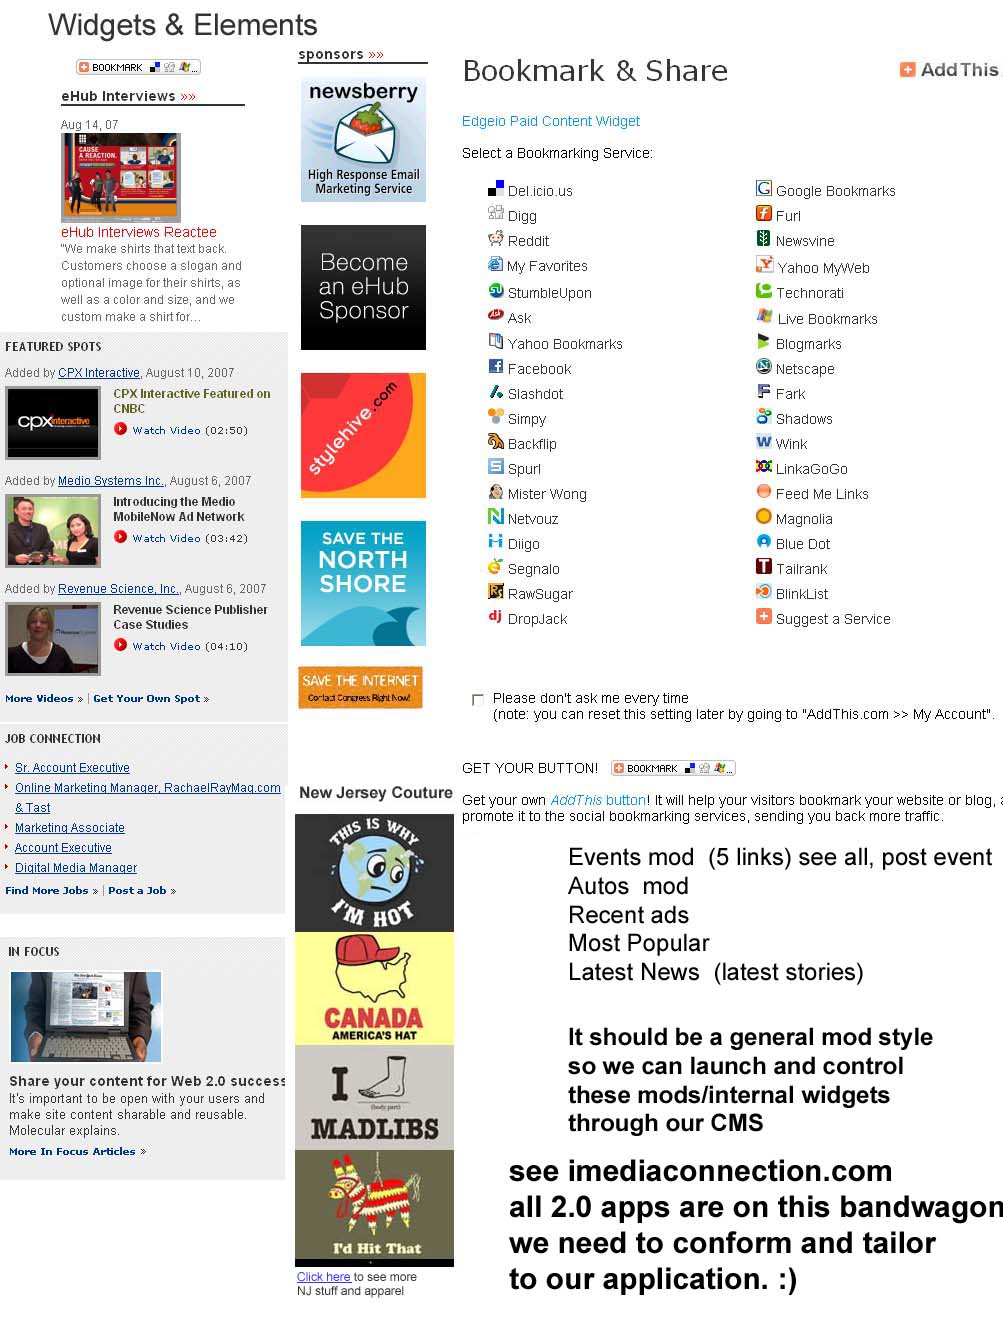 Widgets & Elements
BOOKMARK
eHub Interviews »»
Aug 14, 07
CAUSE
A REACTION.
eHub Interviews Reactee
"We make shirts that text back.
Customers choose a slogan and
optional image for their shirts, as
well as a color and size, and we
custom make a shirt for...
FEATURED SPOTS
Added by CPX Interactive, August 10, 2007
cpxinteractive
CPX Interactive Featured on
CNBC
Watch Video (02:50)
Added by Medio Systems Inc., August 6, 2007
Introducing the Medio
MobileNow Ad Network
Watch Video (03:42)
Added by Revenue Science, Inc., August 6, 2007
Revenue Science Publisher
Case Studies
Watch Video (04:10)
More Videos » | Get Your Own Spot »
JOB CONNECTION
Sr. Account Executive
Online Marketing Manager, RachaelRayMag.com
& Tast
Marketing Associate
Account Executive
Digital Media Manager
Find More Jobs » | Post a Job »
IN FOCUS
Share your content for Web 2.0 success
It's important to be open with your users and
make site content sharable and reusable.
Molecular explains.
More In Focus Articles »
sponsors »»
newsberry
High Response Email
Marketing Service
Become
an eHub
Sponsor
stylehive.com
SAVE THE
NORTH
SHORE
SAVE THE INTERNET
Contact Congress Right Now!
New Jersey Couture
THIS IS WHY
I'M HOT
CANADA
AMERICA'S HAT
I
(body part)
MADLIBS
I'd Hit That
Click here to see more
NJ stuff and apparel
Bookmark & Share
AddThis
Edgeio Paid Content Widget
Select a Bookmarking Service:
Del.icio.us
Digg
Reddit
My Favorites
StumbleUpon
Ask
Yahoo Bookmarks
Facebook
Slashdot
Simpy
Backflip
Spurl
Mister Wong
Netvouz
Diigo
Segnalo
RawSugar
DropJack
Google Bookmarks
Furl
Newsvine
Yahoo MyWeb
Technorati
Live Bookmarks
Blogmarks
Netscape
Fark
Shadows
Wink
LinkaGoGo
Feed Me Links
Magnolia
Blue Dot
Tailrank
BlinkList
Suggest a Service
Please don't ask me every time
(note: you can reset this setting later by going to "AddThis.com >> My Account".
GET YOUR BUTTON! BOOKMARK
Get your own AddThis button! It will help your visitors bookmark your website or blog, a
promote it to the social bookmarking services, sending you back more traffic.
Events mod (5 links) see all, post event
Autos mod
Recent ads
Most Popular
Latest News (latest stories)
It should be a general mod style
so we can launch and control
these mods/internal widgets
through our CMS
see imediaconnection.com
all 2.0 apps are on this bandwagon
we need to conform and tailor
to our application. :)